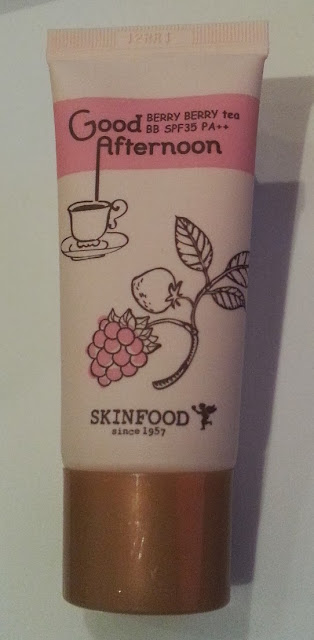 Good BERRY BERRY tea
BB SPF35 PA++
Afternoon
SKINFOOD
since 1957